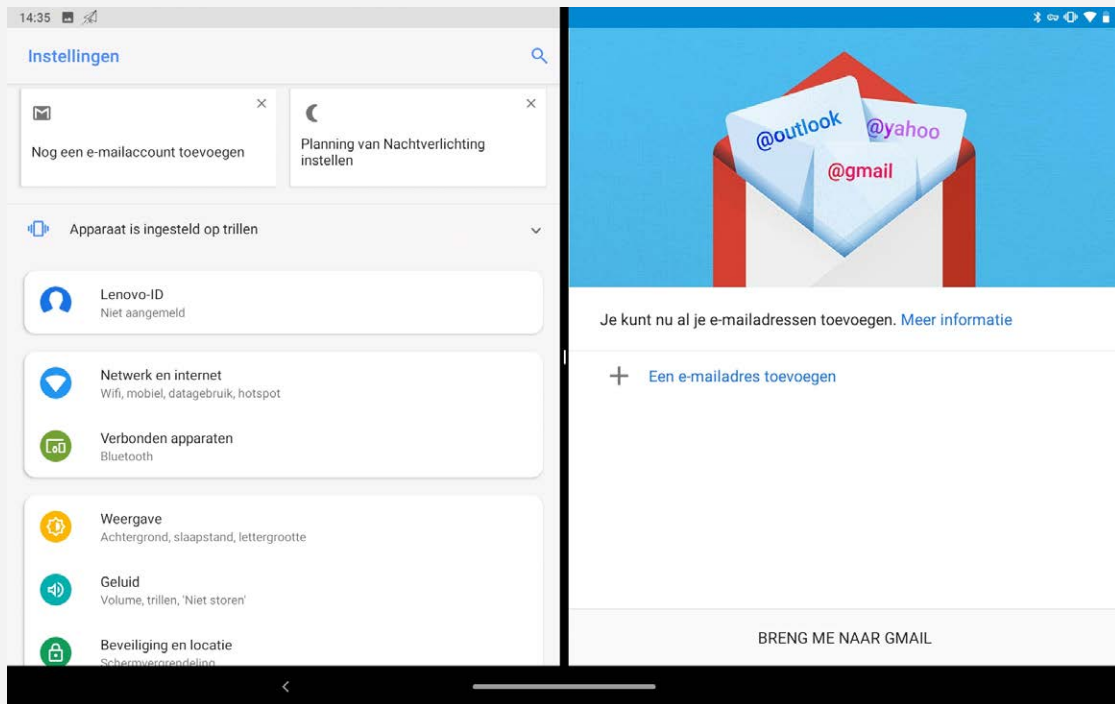 14:35
Instellingen
Nog een e-mailaccount toevoegen
Planning van Nachtverlichting
instellen
Apparaat is ingesteld op trillen
Lenovo-ID
Niet aangemeld
Netwerk en internet
Wifi, mobiel, datagebruik, hotspot
Verbonden apparaten
Bluetooth
Weergave
Achtergrond, slaapstand, lettergrootte
Geluid
Volume, trillen, 'Niet storen'
Beveiliging en locatie
Schermvergrendeling
@outlook
@yahoo
@gmail
Je kunt nu al je e-mailadressen toevoegen. Meer informatie
Een e-mailadres toevoegen
BRENG ME NAAR GMAIL